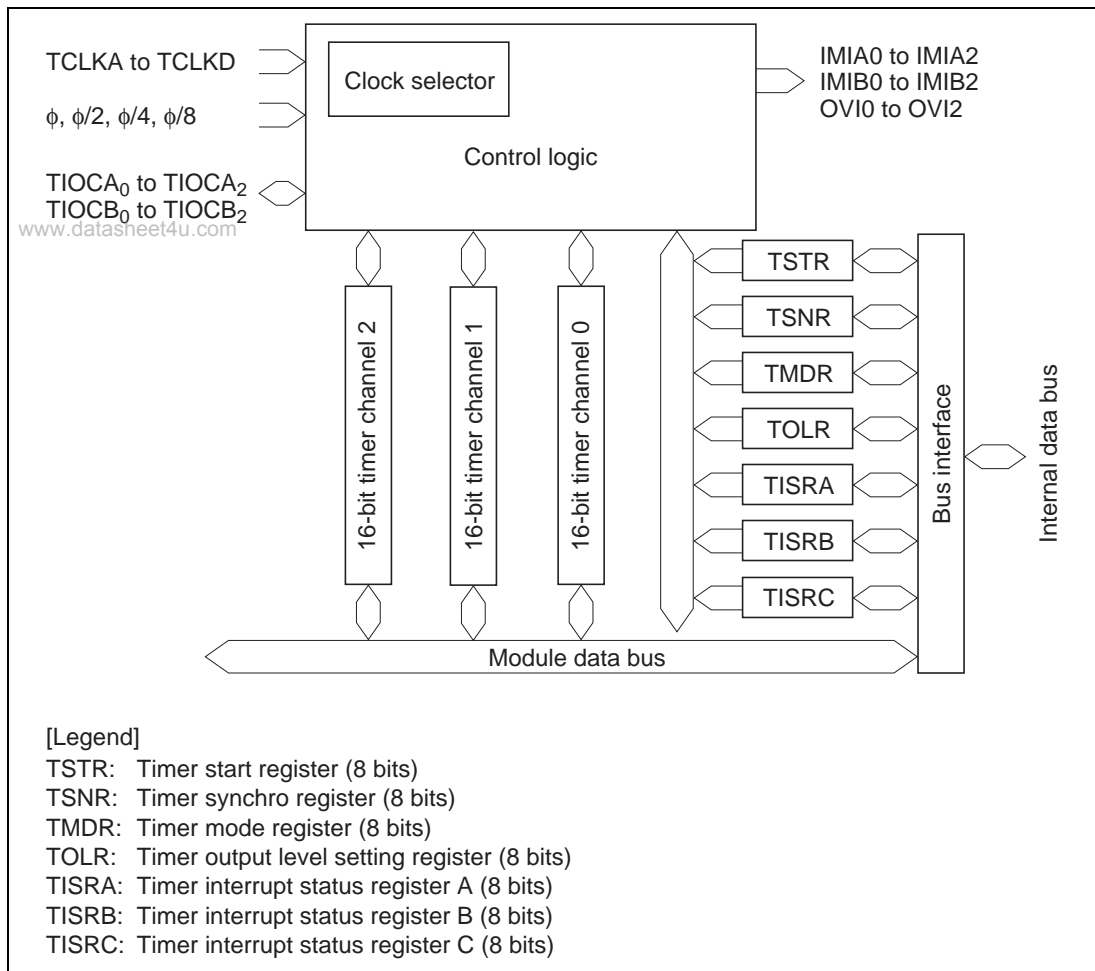 TCLKA to TCLKD
ϕ, ϕ/2, ϕ/4, ϕ/8
TIOCA0 to TIOCA2
TIOCB0 to TIOCB2
www.datasheet4u.com
Clock selector
Control logic
IMIA0 to IMIA2
IMIB0 to IMIB2
OVI0 to OVI2
16-bit timer channel 2
16-bit timer channel 1
16-bit timer channel 0
TSTR
TSNR
TMDR
TOLR
TISRA
TISRB
TISRC
Bus interface
Internal data bus
Module data bus
[Legend]
TSTR: Timer start register (8 bits)
TSNR: Timer synchro register (8 bits)
TMDR: Timer mode register (8 bits)
TOLR: Timer output level setting register (8 bits)
TISRA: Timer interrupt status register A (8 bits)
TISRB: Timer interrupt status register B (8 bits)
TISRC: Timer interrupt status register C (8 bits)